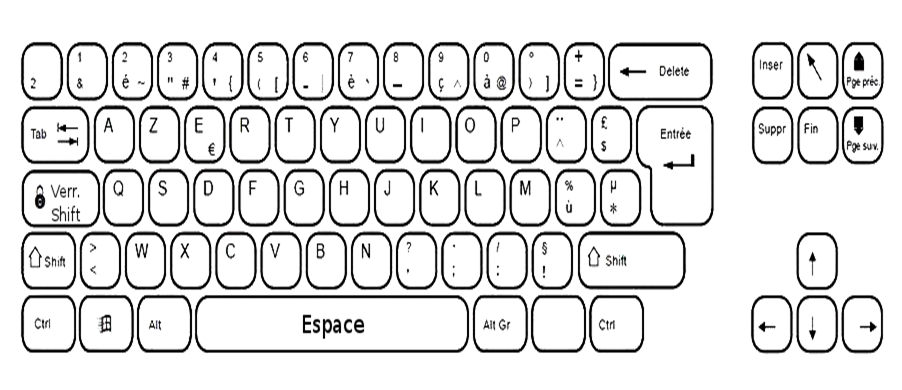 1 2 3 4 5 6 7 8 9 0 ° +
2 & é ~ " # ' { ( [ - | è ` _ ç ^ à @ ) ] = } Delete
Inser Pge préc.
Tab A Z E € R T Y U I O P ¨ ^ £ $ Entrée
Suppr Fin Pge suiv.
Verr. Shift Q S D F G H J K L M % ù µ *
Shift > < W X C V B N ? , . ; / : § ! Shift
Ctrl Alt Espace Alt Gr Ctrl